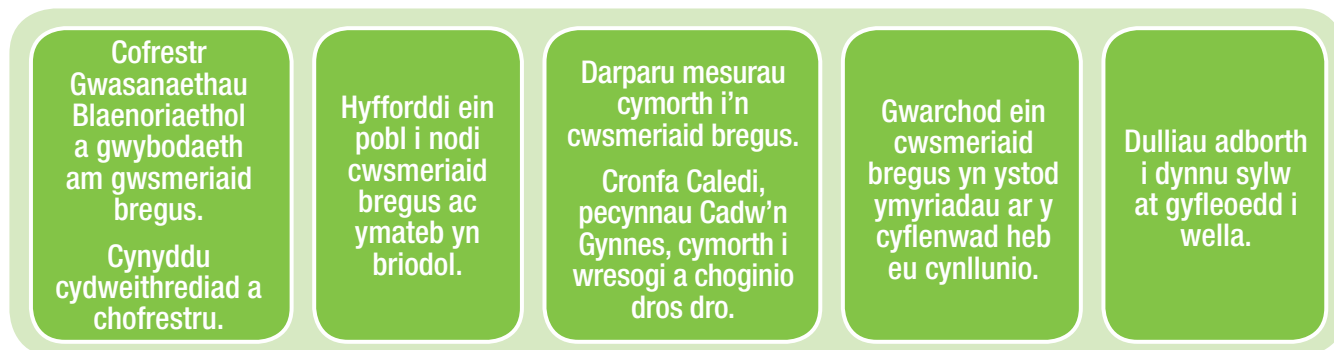 Cofrestr
Gwasanaethau
Blaenoriaethol
a gwybodaeth
am gwsmeriaid
bregus.
Cynyddu
cydweithrediad a
chofrestru.
Hyfforddi ein
pobl i nodi
cwsmeriaid
bregus ac
ymateb yn
briodol.
Darparu mesurau
cymorth i’n
cwsmeriaid bregus.
Cronfa Caledi,
pecynnau Cadw’n
Gynnes, cymorth i
wresogi a choginio
dros dro.
Gwarchod ein
cwsmeriaid
bregus yn ystod
ymyriadau ar y
cyflenwad heb
eu cynllunio.
Dulliau adborth
i dynnu sylw
at gyfleoedd i
wella.